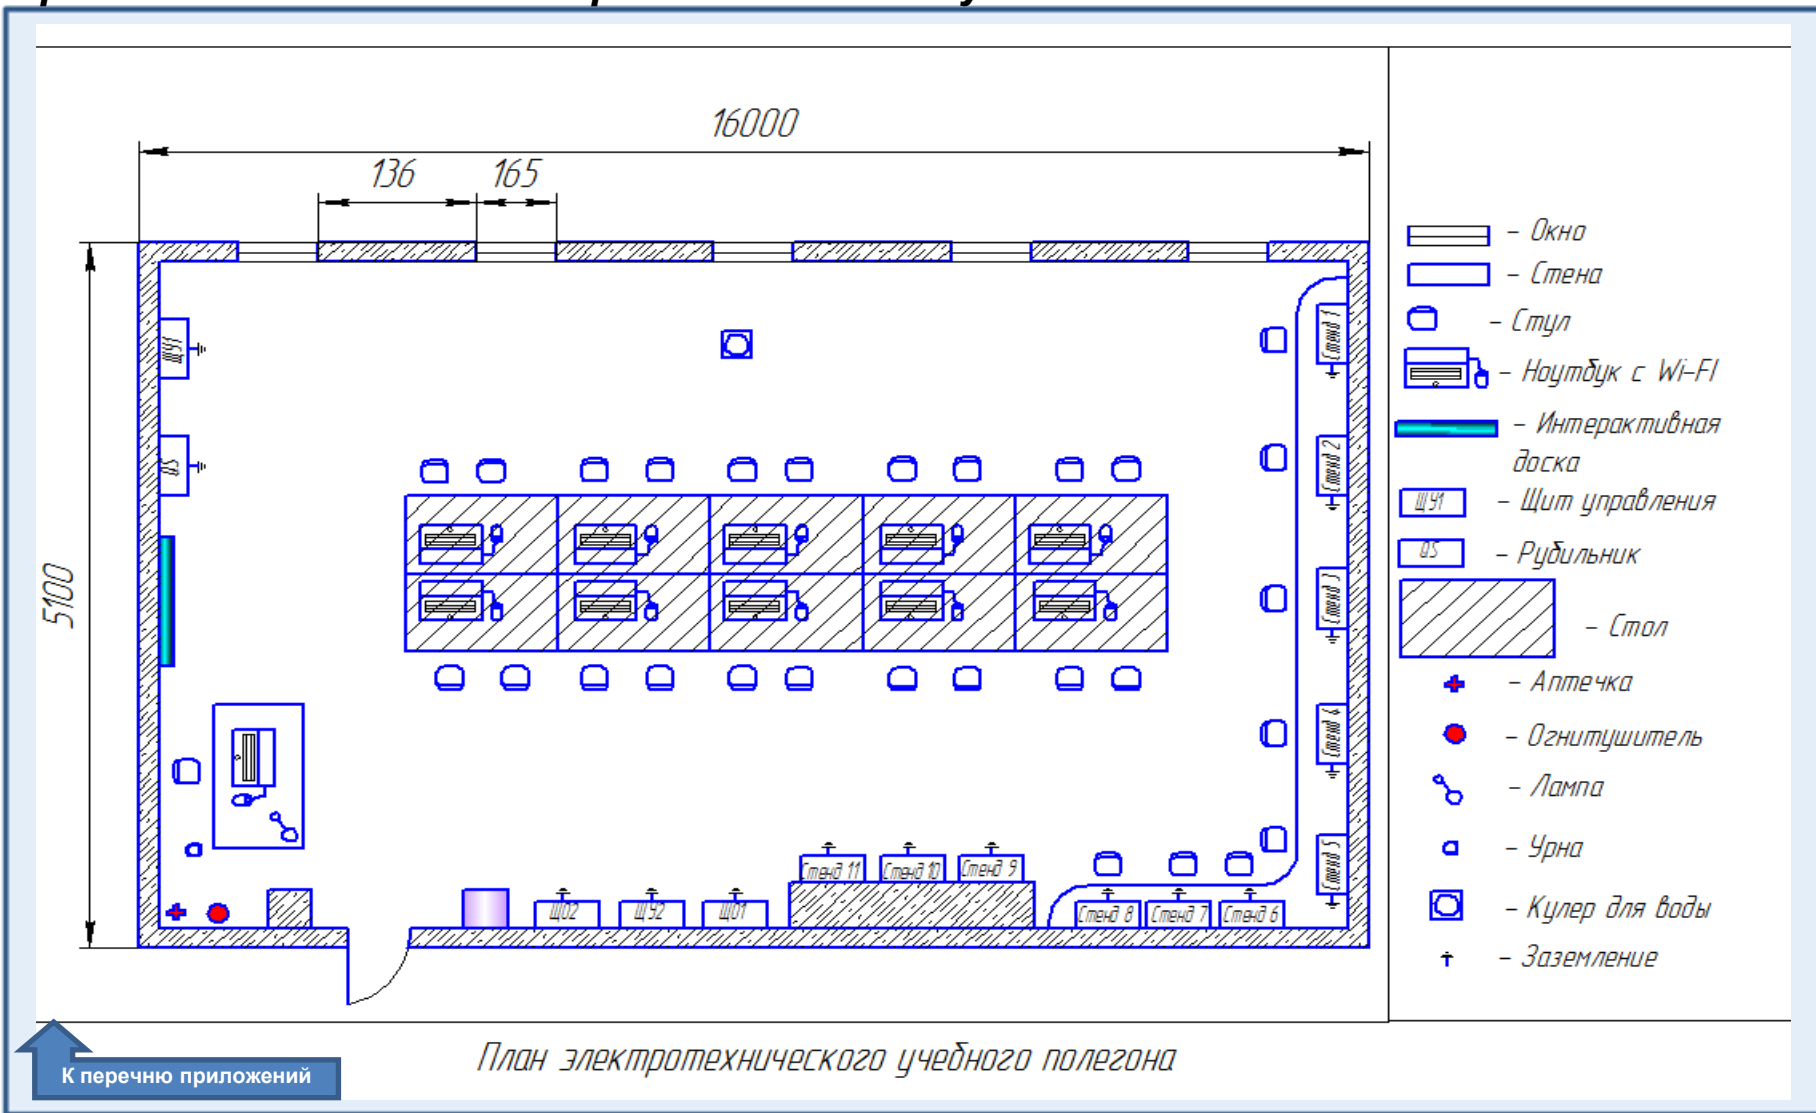 16000
136
165
5100
ЩУ1
QS
Стенд 1
Стенд 2
Стенд 3
Стенд 4
Стенд 5
Стенд 11
Стенд 10
Стенд 9
ЩО2
ЩУ2
ЩО1
Стенд 8
Стенд 7
Стенд 6
– Окно
– Стена
– Стул
– Ноутбук с Wi-FI
– Интерактивная
доска
ЩУ1 – Щит управления
QS – Рубильник
– Стол
– Аптечка
– Огнитушитель
– Лампа
– Урна
– Кулер для воды
– Заземление
План электротехнического учебного полегона
К перечню приложений